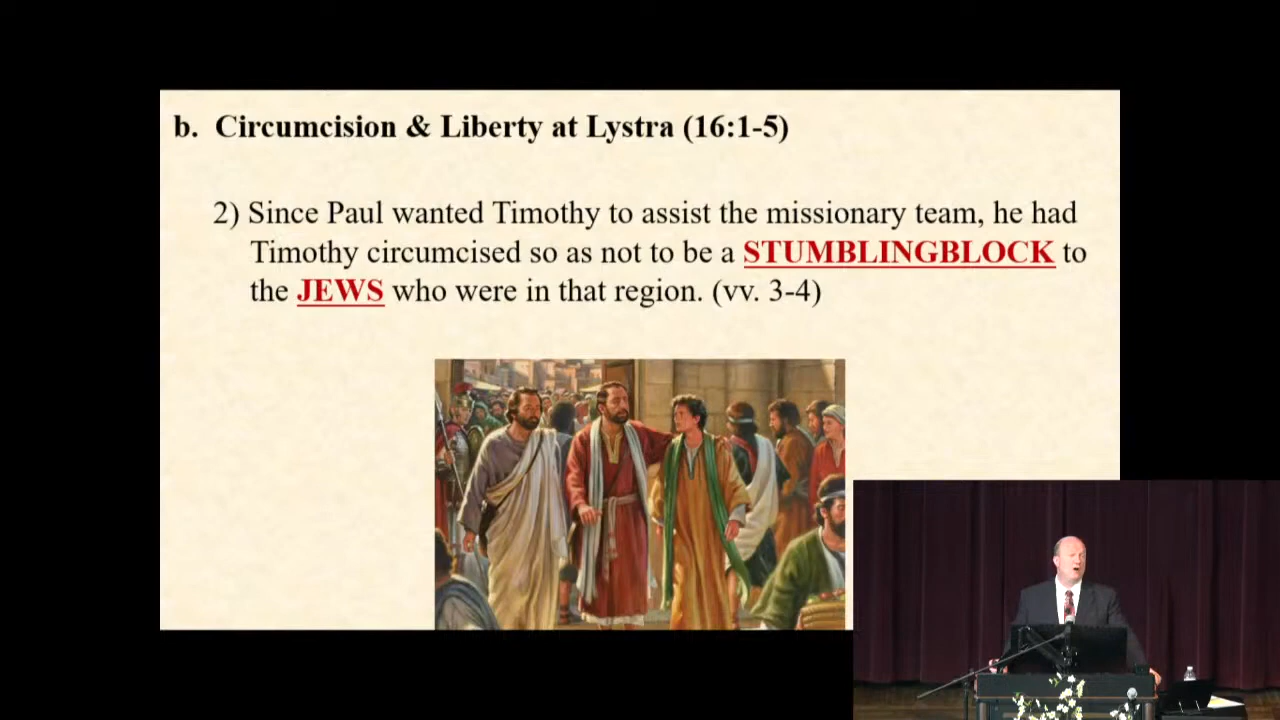 b. Circumcision & Liberty at Lystra (16:1-5)
2) Since Paul wanted Timothy to assist the missionary team, he had
Timothy circumcised so as not to be a STUMBLINGBLOCK to
the JEWS who were in that region. (vv. 3-4)